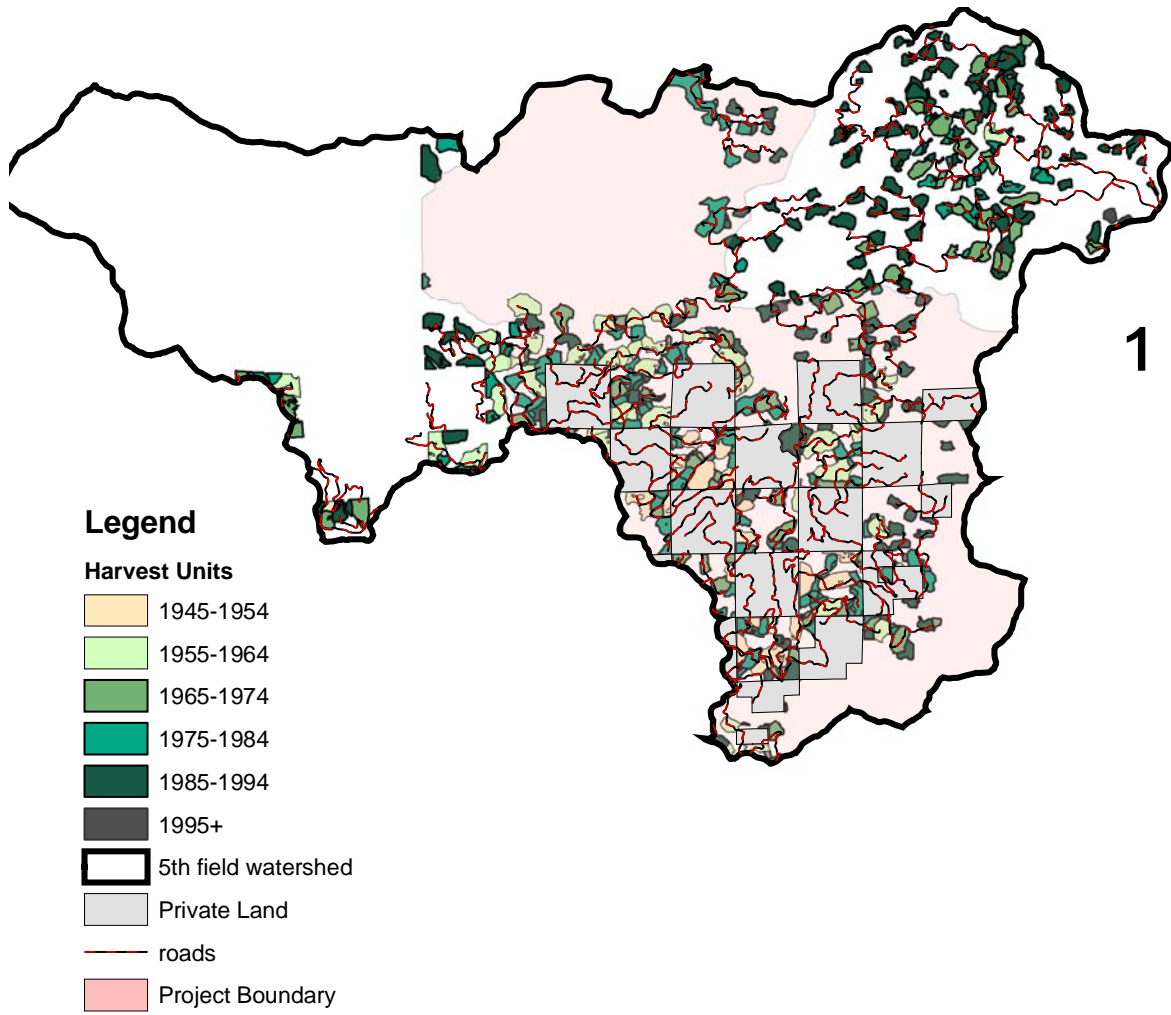 1
Legend
Harvest Units
1945-1954
1955-1964
1965-1974
1975-1984
1985-1994
1995+
5th field watershed
Private Land
roads
Project Boundary